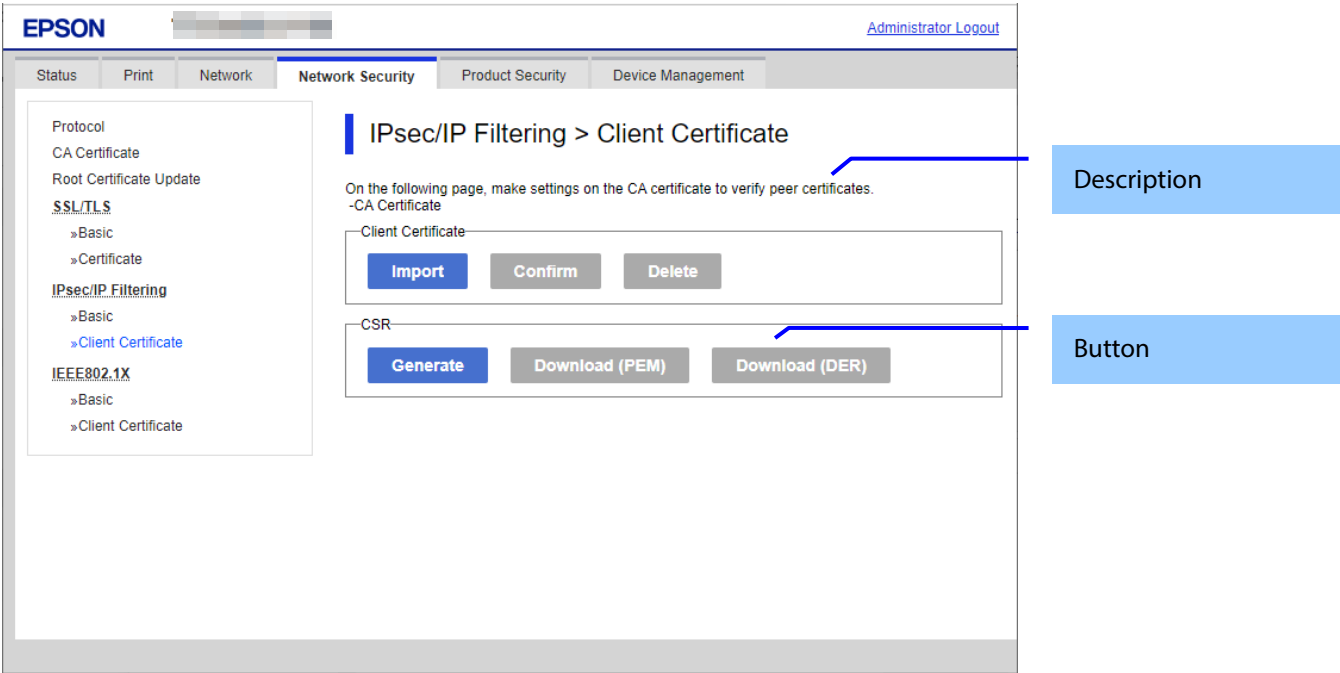 EPSON
Administrator Logout
Status Print Network Network Security Product Security Device Management
Protocol
CA Certificate
Root Certificate Update
SSL/TLS
»Basic
»Certificate
IPsec/IP Filtering
»Basic
»Client Certificate
IEEE802.1X
»Basic
»Client Certificate
IPsec/IP Filtering > Client Certificate
On the following page, make settings on the CA certificate to verify peer certificates.
-CA Certificate
Client Certificate
Import Confirm Delete
CSR
Generate Download (PEM) Download (DER)
Description
Button